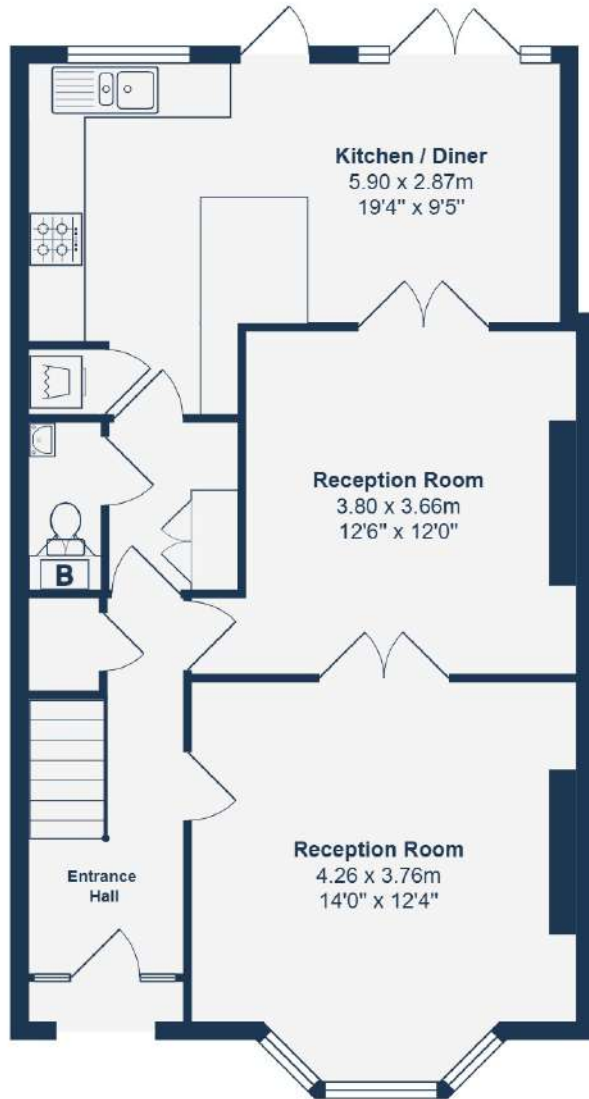 Kitchen / Diner
5.90 x 2.87m
19'4" x 9'5"
Reception Room
3.80 x 3.66m
12'6" x 12'0"
B
Reception Room
4.26 x 3.76m
14'0" x 12'4"
Entrance
Hall